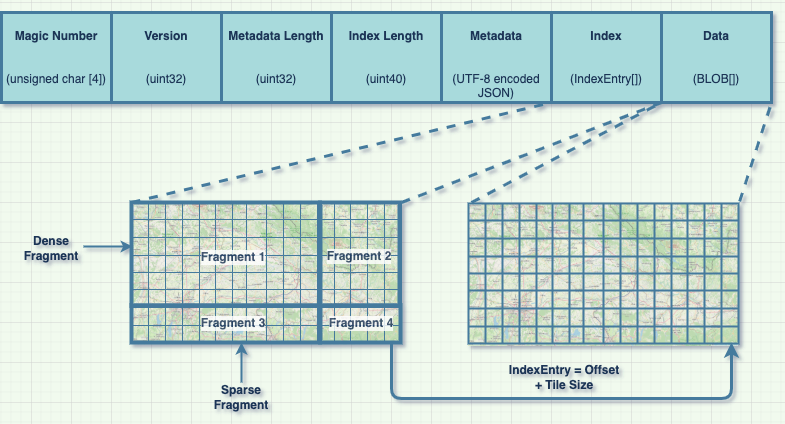 Magic Number
(unsigned char [4])
Version
(uint32)
Metadata Length
(uint32)
Index Length
(uint40)
Metadata
(UTF-8 encoded
JSON)
Index
(IndexEntry[])
Data
(BLOB[])
Dense
Fragment
Fragment 1
Fragment 2
Fragment 3
Fragment 4
Sparse
Fragment
IndexEntry = Offset
+ Tile Size